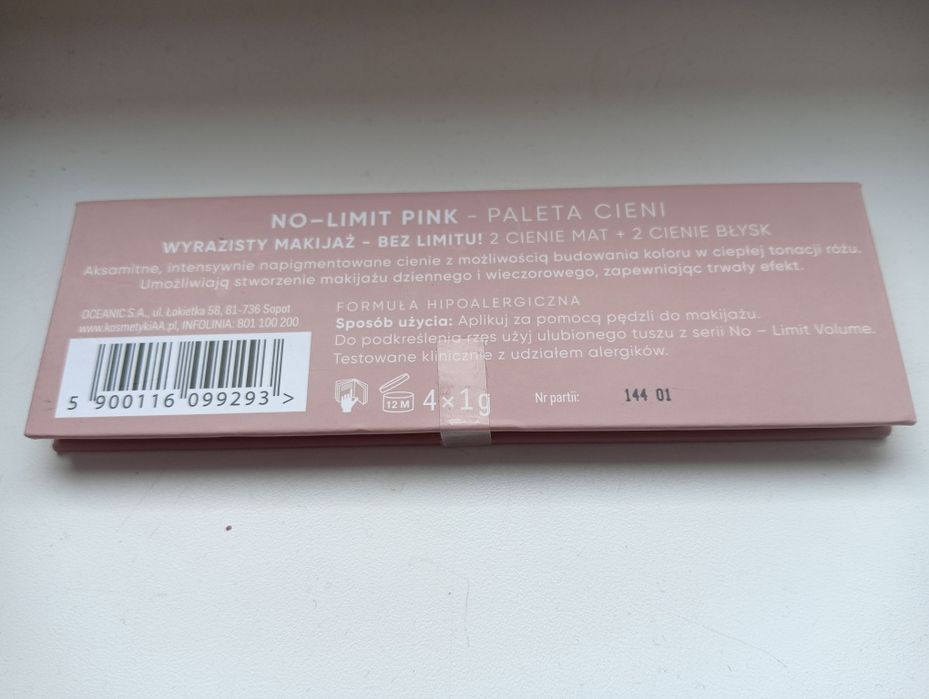 NO–LIMIT PINK - PALETA CIENI
WYRAZISTY MAKIJAŻ - BEZ LIMITU! 2 CIENIE MAT + 2 CIENIE BŁYSK
Aksamitne, intensywnie napigmentowane cienie z możliwością budowania koloru w ciepłej tonacji różu.
Umożliwiają stworzenie makijażu dziennego i wieczorowego, zapewniając trwały efekt.
OCEANIC S.A., ul. Łokietka 58, 81-736 Sopot
www.kosmetykiAA.pl, INFOLINIA: 801 100 200
FORMUŁA HIPOALERGICZNA
Sposób użycia: Aplikuj za pomocą pędzli do makijażu.
Do podkreślenia rzęs użyj ulubionego tuszu z serii No – Limit Volume.
Testowane klinicznie z udziałem alergików.
5 900116 099293 >
12 M
4×1g
Nr partii: 144 01